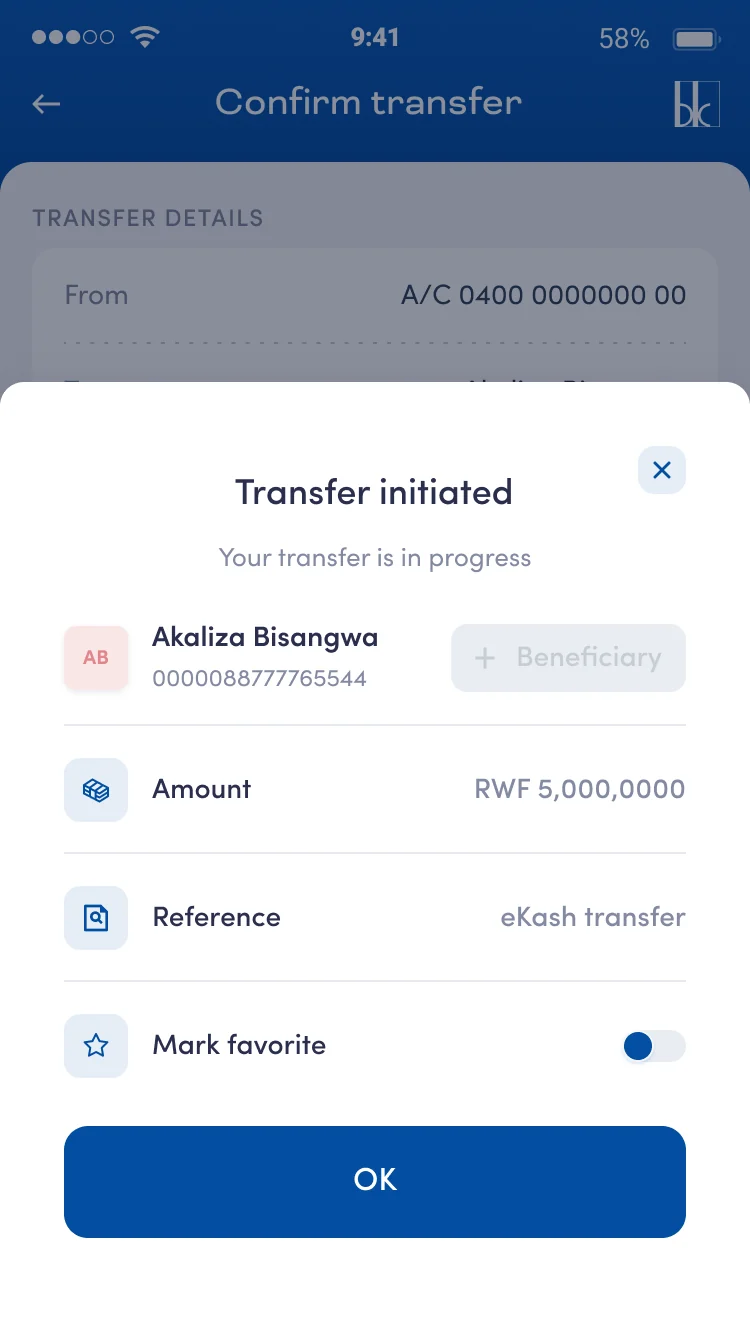 9:41
58%
Confirm transfer
bk
TRANSFER DETAILS
From
A/C 0400 0000000 00
Transfer initiated
Your transfer is in progress
AB
Akaliza Bisangwa
0000088777765544
+ Beneficiary
Amount
RWF 5,000,0000
Reference
eKash transfer
Mark favorite
OK